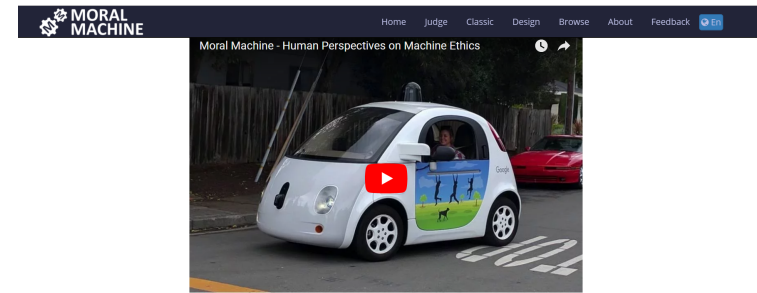 MORAL
MACHINE
Home Judge Classic Design Browse About Feedback En
Moral Machine - Human Perspectives on Machine Ethics
Google
STOP